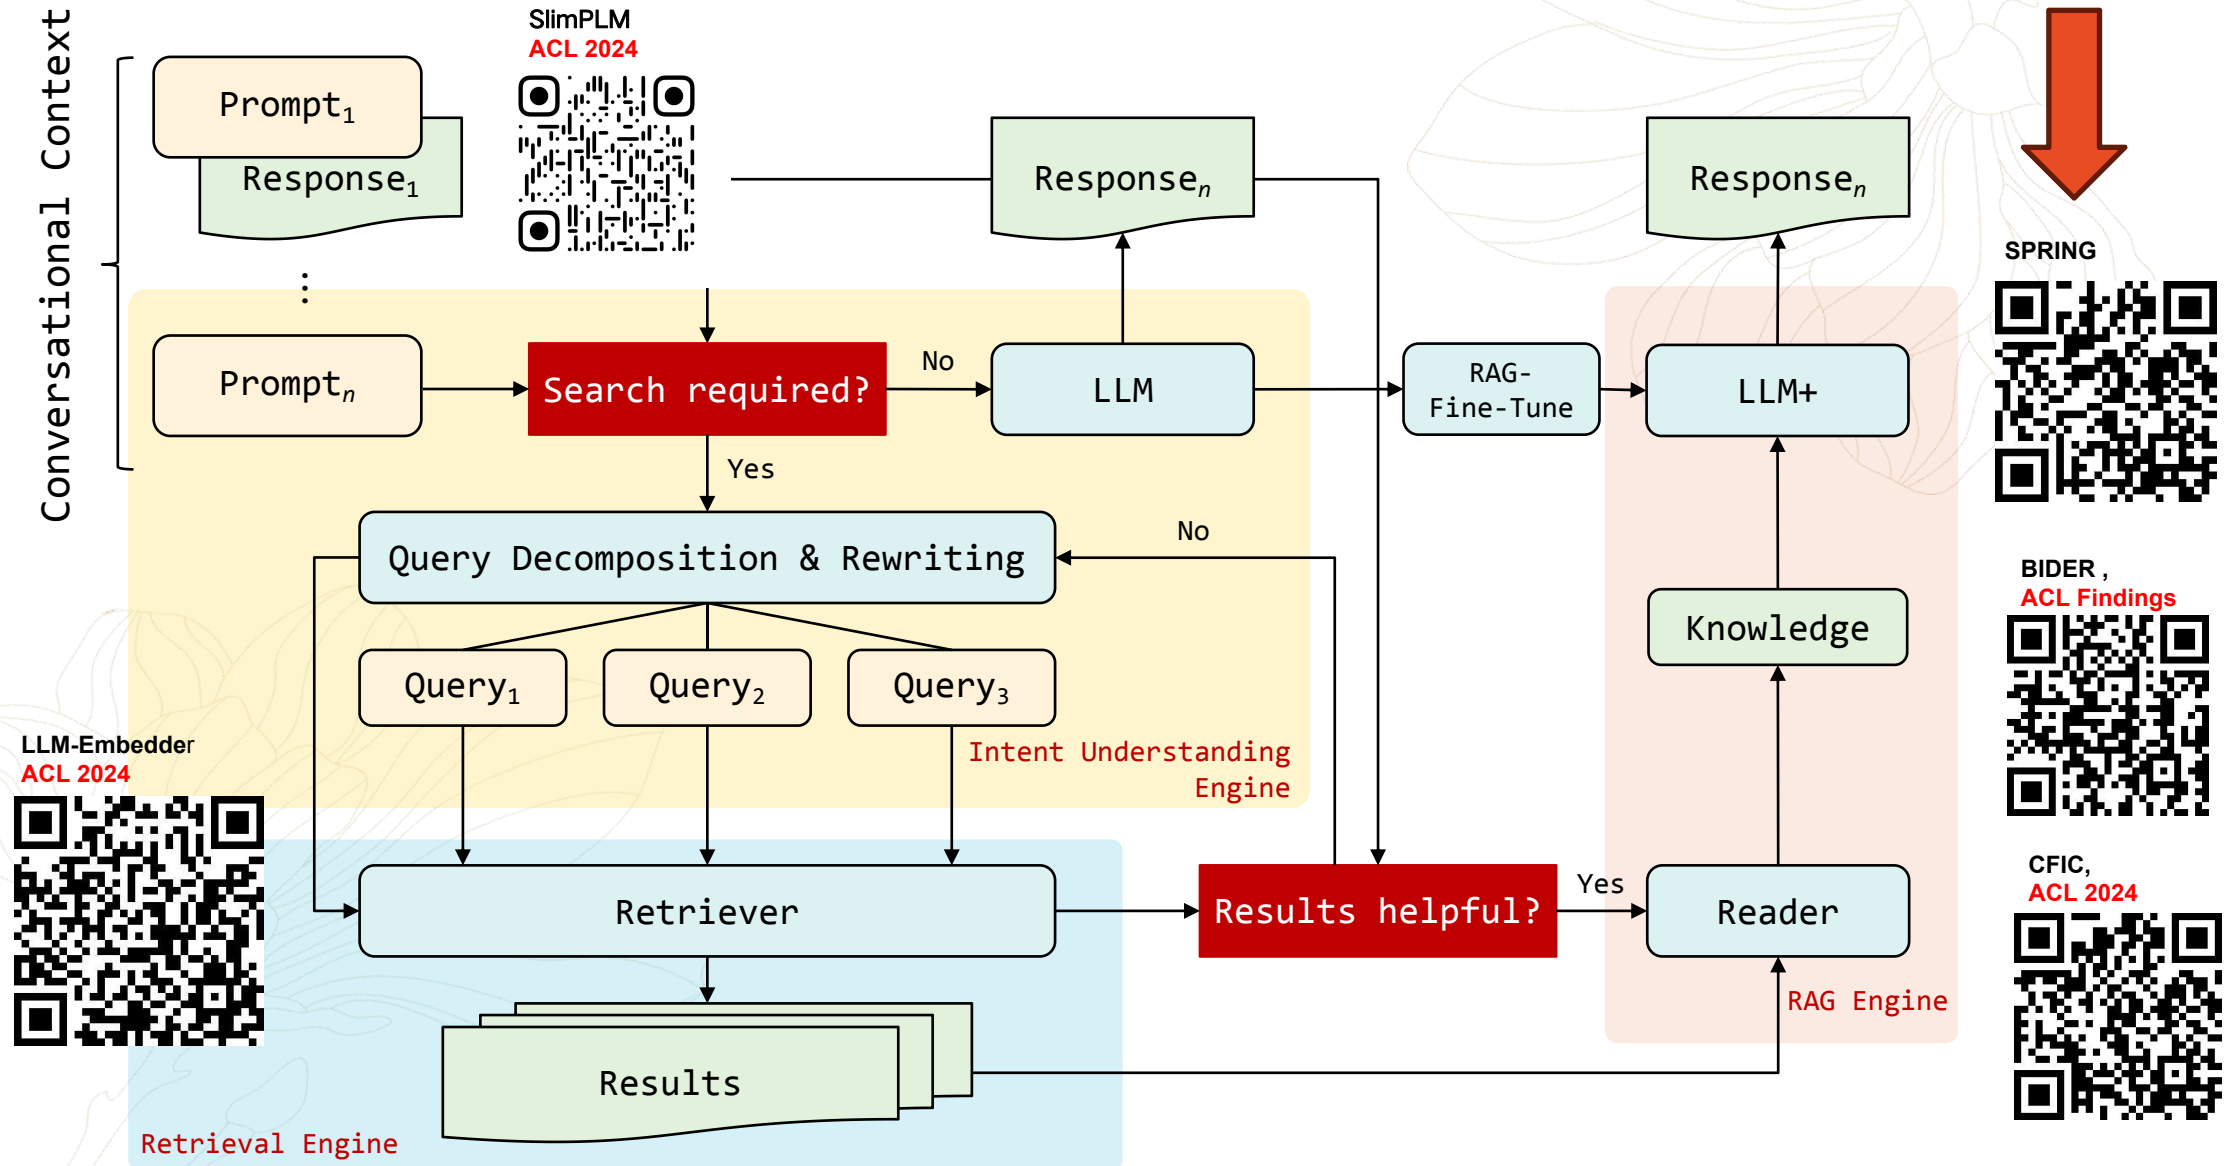 Conversational Context
Prompt1
Response1
⋮
Promptn
SlimPLM
ACL 2024
Search required?
No
Yes
LLM
Responsen
RAG-
Fine-Tune
LLM+
Responsen
Query Decomposition & Rewriting
No
Query1
Query2
Query3
Intent Understanding
Engine
LLM-Embedder
ACL 2024
Retriever
Results helpful?
Yes
Reader
Knowledge
RAG Engine
Results
Retrieval Engine
SPRING
BIDER ,
ACL Findings
CFIC,
ACL 2024